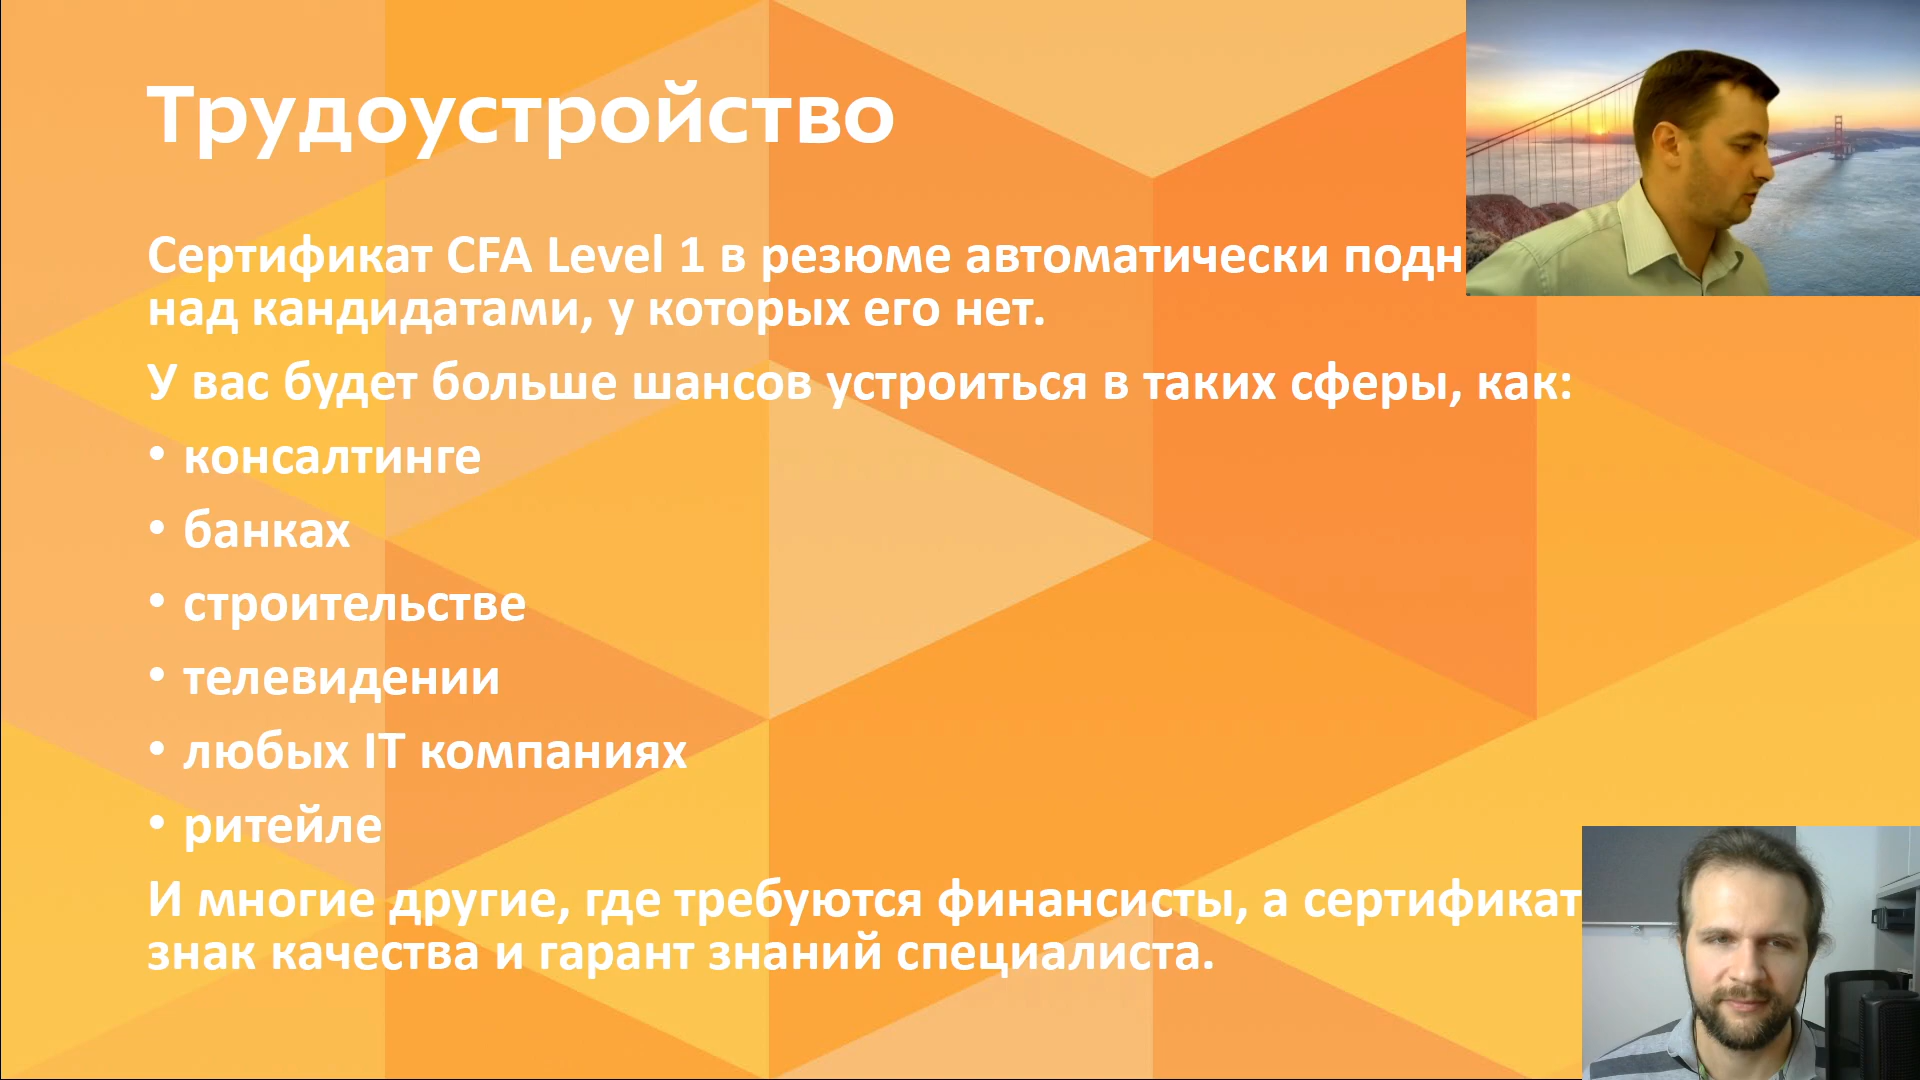 Трудоустройство
Сертификат CFA Level 1 в резюме автоматически
над кандидатами, у которых его нет.
У вас будет больше шансов устроиться в таких сферы, как:
• консалтинге
• банках
• строительстве
• телевидении
• любых IT компаниях
• ритейле
И многие другие, где требуются финансисты, а сертификат
знак качества и гарант знаний специалиста.